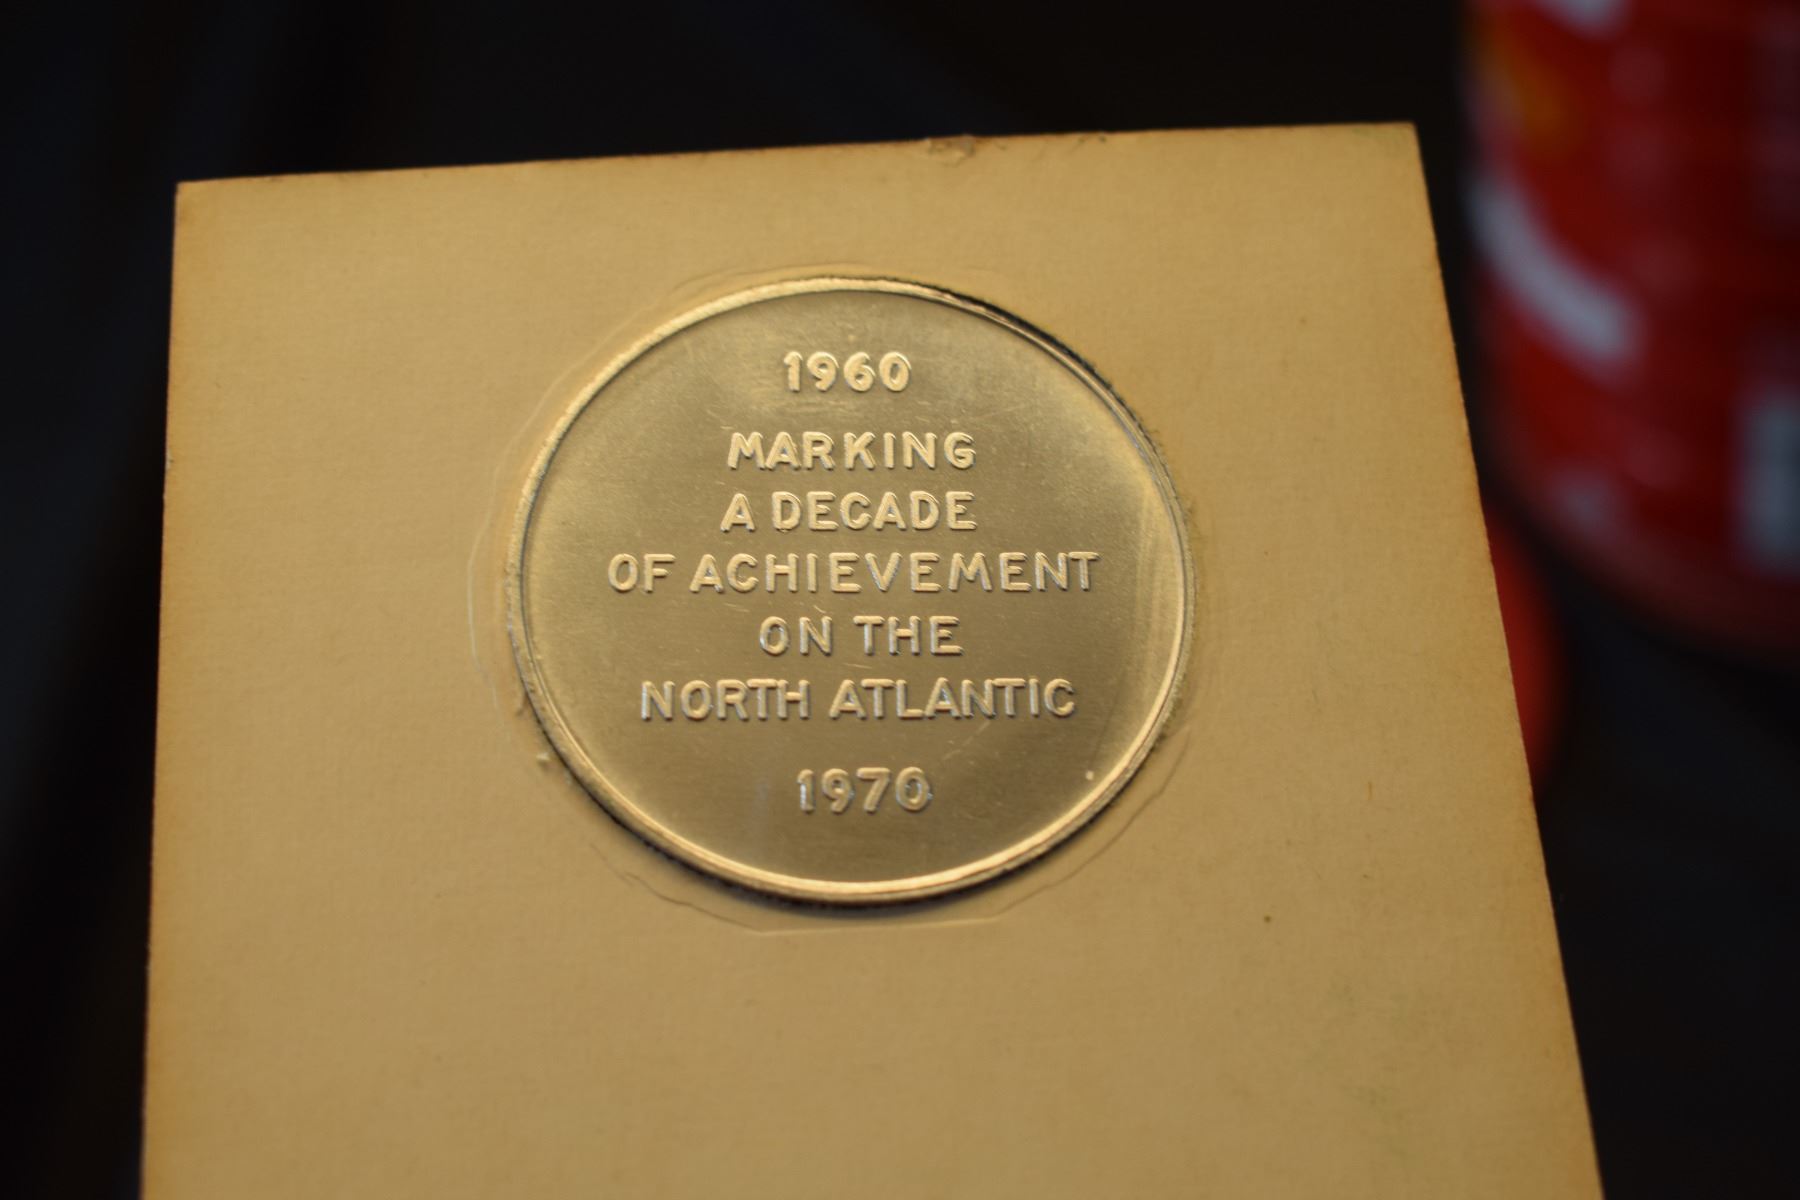 1960
MARKING
A DECADE
OF ACHIEVEMENT
ON THE
NORTH ATLANTIC
1970